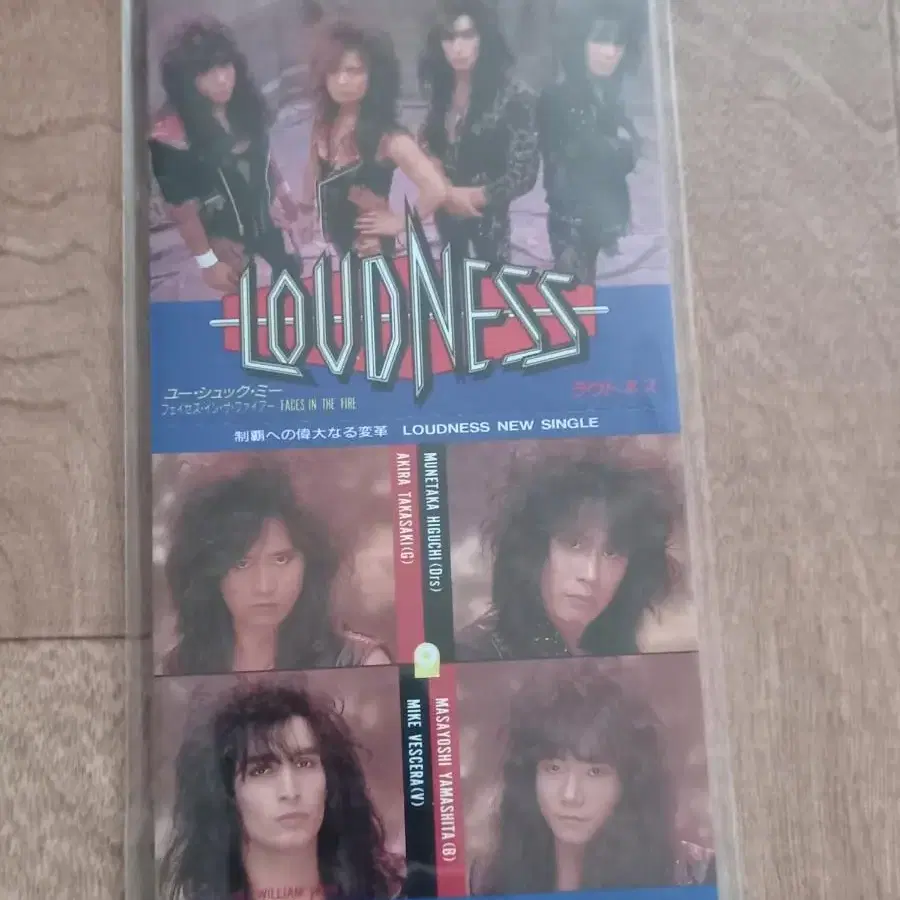 LOUDNESS
ユー・シュック・ミー
フェイセズ・イン・ザ・ファイアー FACES IN THE FIRE
ラウドネス
制覇への偉大なる変革 LOUDNESS NEW SINGLE
AKIRA TAKASAKI(G)
MUNETAKA HIGUCHI(Drs)
MIKE VESCERA(V)
MASAYOSHI YAMASHITA(B)
WILLIAM